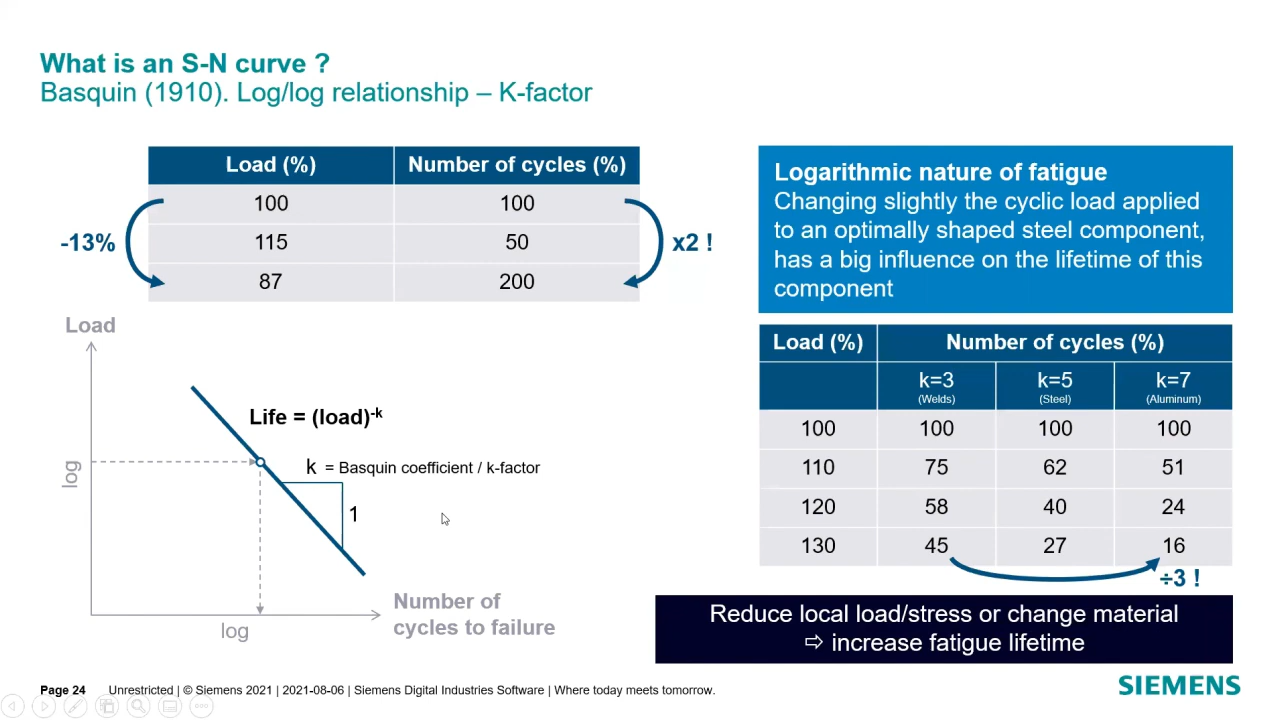 What is an S-N curve ?
Basquin (1910). Log/log relationship – K-factor
Load (%) Number of cycles (%)
100 100
115 50
87 200
-13%
x2 !
Logarithmic nature of fatigue
Changing slightly the cyclic load applied
to an optimally shaped steel component,
has a big influence on the lifetime of this
component
Load
log
Life = (load)-k
k = Basquin coefficient / k-factor
1
log
Number of
cycles to failure
Load (%) Number of cycles (%)
k=3 k=5 k=7
(Welds) (Steel) (Aluminum)
100 100 100 100
110 75 62 51
120 58 40 24
130 45 27 16
÷3 !
Reduce local load/stress or change material
⇨ increase fatigue lifetime
Page 24 Unrestricted | © Siemens 2021 | 2021-08-06 | Siemens Digital Industries Software | Where today meets tomorrow.
SIEMENS